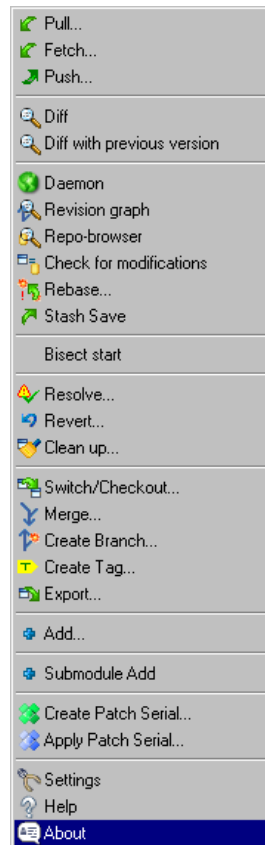 Pull...
Fetch...
Push...
Diff
Diff with previous version
Daemon
Revision graph
Repo-browser
Check for modifications
Rebase...
Stash Save
Bisect start
Resolve...
Revert...
Clean up...
Switch/Checkout...
Merge...
Create Branch...
Create Tag...
Export...
Add...
Submodule Add
Create Patch Serial...
Apply Patch Serial...
Settings
Help
About